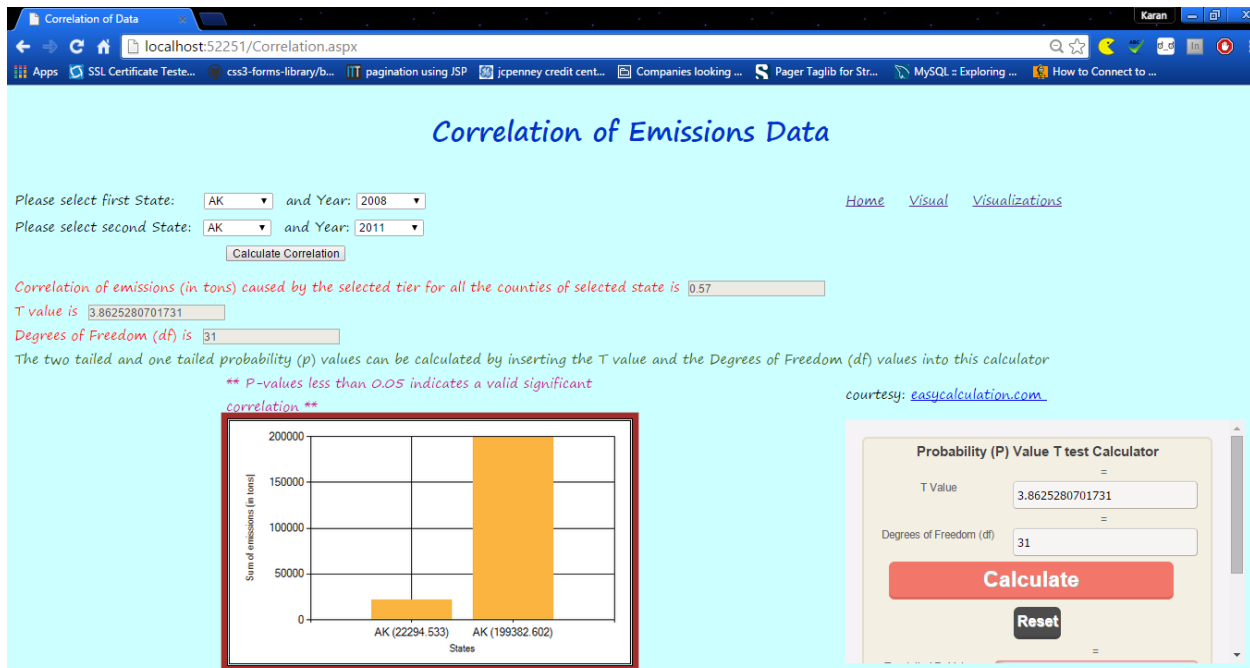 Correlation of Data
Karan
localhost:52251/Correlation.aspx
Apps SSL Certificate Teste... css3-forms-library/b... pagination using JSP jcpenney credit cent... Companies looking ... Pager Taglib for Str... MySQL :: Exploring ... How to Connect to ...
Correlation of Emissions Data
Please select first State: AK and Year: 2008
Home Visual Visualizations
Please select second State: AK and Year: 2011
Calculate Correlation
Correlation of emissions (in tons) caused by the selected tier for all the counties of selected state is 0.57
T value is 3.8625280701731
Degrees of Freedom (df) is 31
The two tailed and one tailed probability (p) values can be calculated by inserting the T value and the Degrees of Freedom (df) values into this calculator
** P-values less than 0.05 indicates a valid significant
correlation **
courtesy: easycalculation.com
200000
150000
100000
50000
0
Sum of emissions (in tons)
AK (22294.533) AK (199382.602)
States
Probability (P) Value T test Calculator
=
T Value 3.8625280701731
=
Degrees of Freedom (df) 31
Calculate
Reset
=